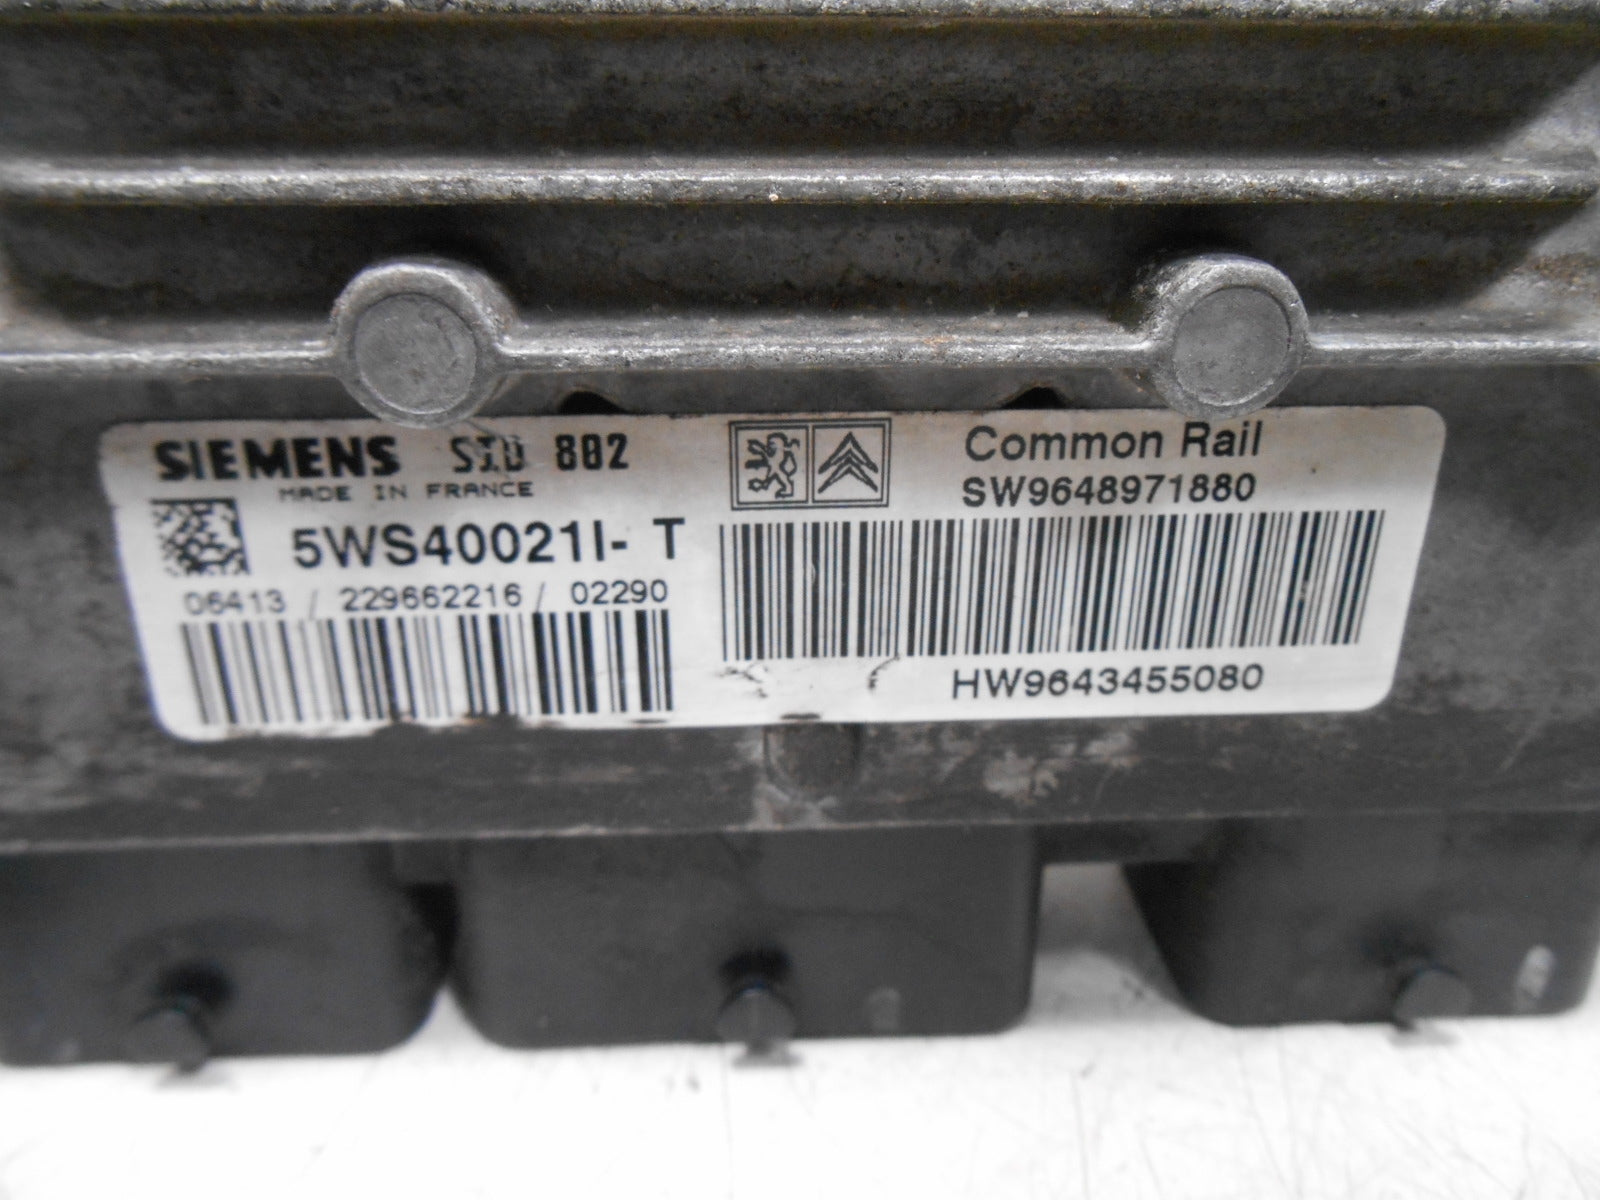 SIEMENS SID 802
MADE IN FRANCE
5WS40021I- T
06413 / 229662216 / 02290
Common Rail
SW9648971880
HW9643455080